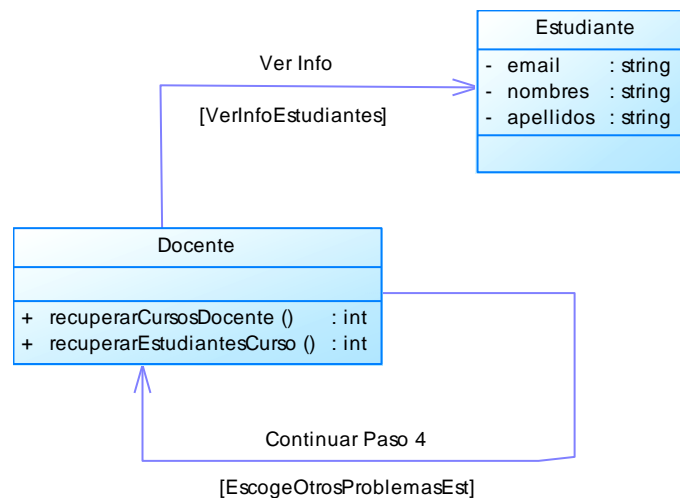 Estudiante
- email : string
- nombres : string
- apellidos : string
Ver Info
[VerInfoEstudiantes]
Docente
+ recuperarCursosDocente () : int
+ recuperarEstudiantesCurso () : int
Continuar Paso 4
[EscogeOtrosProblemasEst]